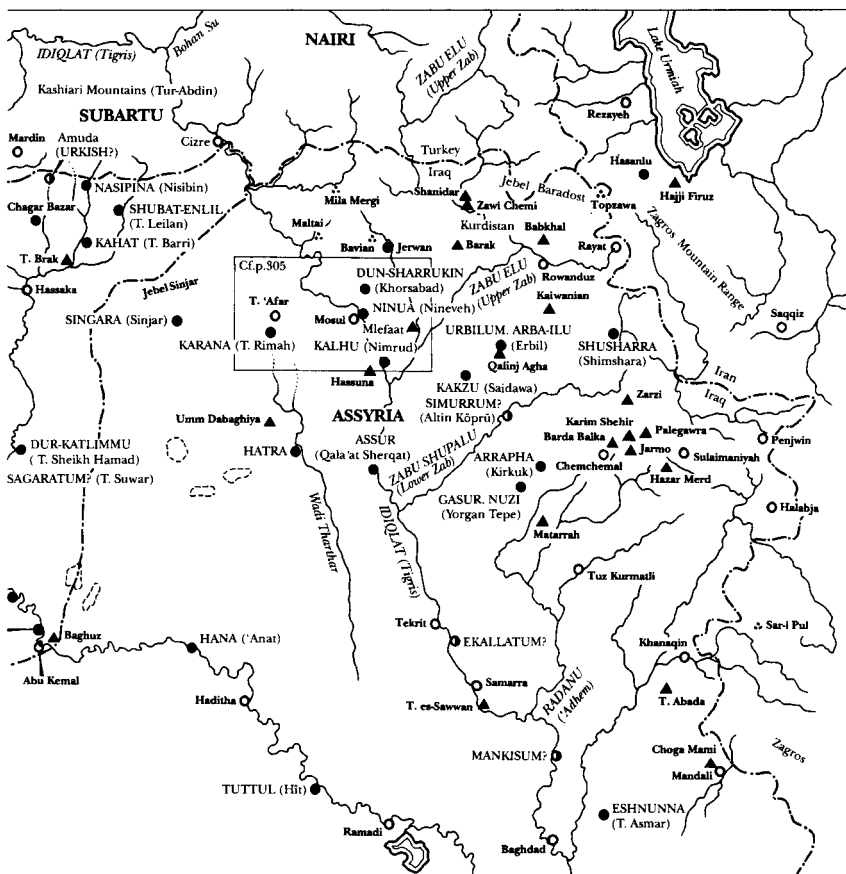 IDIQLAT (Tigris)
Bohan Su
NAIRI
ZABU ELU
(Upper Zab)
Lake Urmiah
Kashiari Mountains (Tur-Abdin)
SUBARTU
Rezayeh
Mardin
Amuda
(URKISH?)
Cizre
Turkey
Iraq
Hasanlu
NASIPINA (Nisibin)
Mila Mergi
Shanidar
Jebel Baradost
Hajji Firuz
Chagar Bazar
SHUBAT-ENLIL
(T. Leilan)
Zawi Chemi
Topzawa
Maltai
Kurdistan
KAHAT (T. Barri)
Bavian
Jerwan
Barak
Babkhal
Rayat
Zagros Mountain Range
T. Brak
Cf.p.305
DUN-SHARRUKIN
(Khorsabad)
ZABU ELU
(Upper Zab)
Rowanduz
Hassaka
Jebel Sinjar
T. 'Afar
NINUA (Nineveh)
Kaiwanian
Saqqiz
SINGARA (Sinjar)
Mosul
Mlefaat
URBILUM. ARBA-ILU
(Erbil)
KARANA (T. Rimah)
KALHU (Nimrud)
SHUSHARRA
(Shimshara)
Qalinj Agha
Hassuna
KAKZU (Saidawa)
Iran
Iraq
SIMURRUM?
(Altin Köprü)
Zarzi
Umm Dabaghiya
ASSYRIA
Karim Shehir
Palegawra
Penjwin
ASSUR
(Qala'at Sherqat)
ZABU SHUPALU
(Lower Zab)
Barda Balka
Jarmo
DUR-KATLIMMU
(T. Sheikh Hamad)
HATRA
ARRAPHA
(Kirkuk)
Chemchemal
Sulaimaniyah
Hazar Merd
SAGARATUM? (T. Suwar)
GASUR. NUZI
(Yorgan Tepe)
Halabja
Wadi Tharthar
IDIQLAT (Tigris)
Matarrah
Tuz Kurmatli
Tekrit
Sar-i Pul
Baghuz
HANA ('Anat)
EKALLATUM?
Khanaqin
Abu Kemal
Samarra
RADANU
('Adhem)
Haditha
T. es-Sawwan
T. Abada
MANKISUM?
Choga Mami
Zagros
Mandali
TUTTUL (Hît)
ESHNUNNA
(T. Asmar)
Ramadi
Baghdad